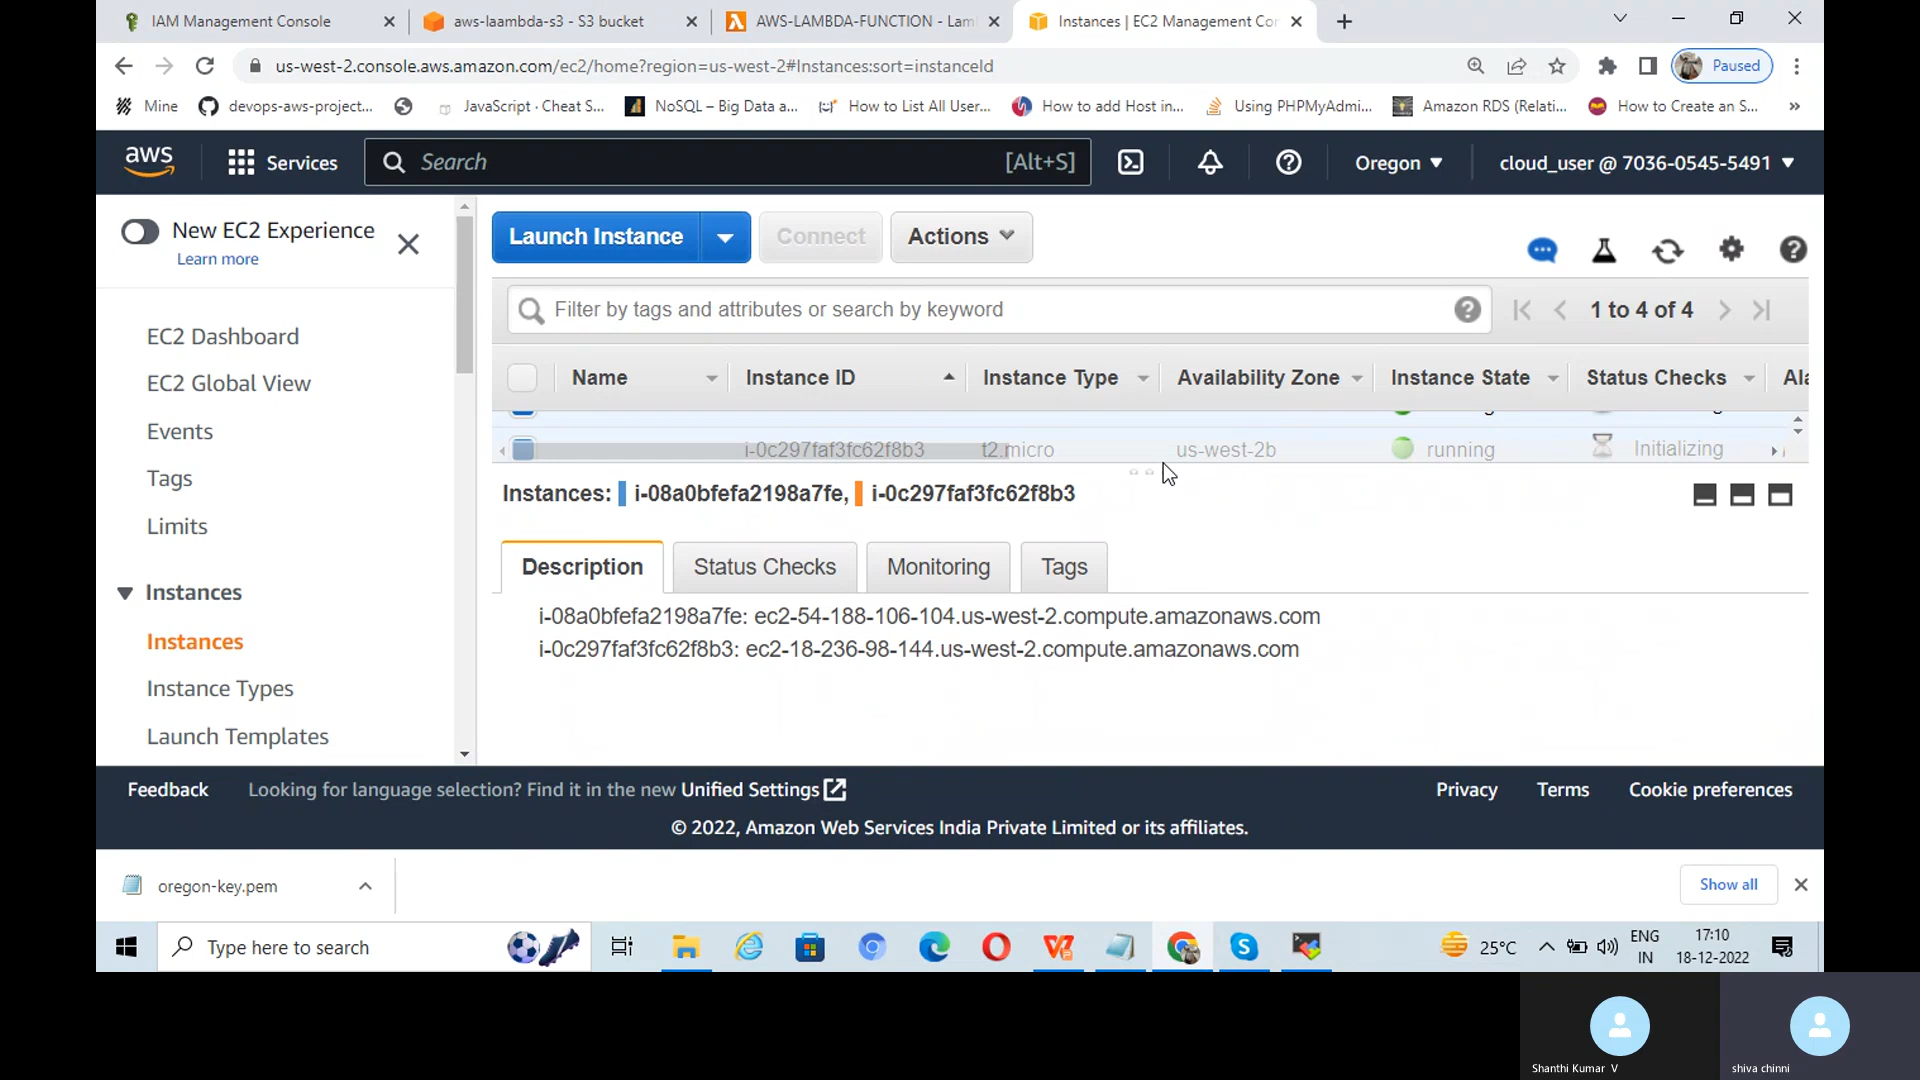 IAM Management Console
aws-laambda-s3 - S3 bucket
AWS-LAMBDA-FUNCTION - Lam
Instances | EC2 Management Con
us-west-2.console.aws.amazon.com/ec2/home?region=us-west-2#Instances:sort=instanceId
Paused
Mine
devops-aws-project...
JavaScript · Cheat S...
NoSQL – Big Data a...
How to List All User...
How to add Host in...
Using PHPMyAdmi...
Amazon RDS (Relati...
How to Create an S...
»
aws
Services
Search
[Alt+S]
Oregon
cloud_user @ 7036-0545-5491
New EC2 Experience
Learn more
EC2 Dashboard
EC2 Global View
Events
Tags
Limits
Instances
Instances
Instance Types
Launch Templates
Launch Instance
Connect
Actions
Filter by tags and attributes or search by keyword
1 to 4 of 4
Name
Instance ID
Instance Type
Availability Zone
Instance State
Status Checks
Ala
i-0c297faf3fc62f8b3
t2.micro
us-west-2b
running
Initializing
Instances: i-08a0bfefa2198a7fe, i-0c297faf3fc62f8b3
Description
Status Checks
Monitoring
Tags
i-08a0bfefa2198a7fe: ec2-54-188-106-104.us-west-2.compute.amazonaws.com
i-0c297faf3fc62f8b3: ec2-18-236-98-144.us-west-2.compute.amazonaws.com
Feedback
Looking for language selection? Find it in the new Unified Settings
Privacy
Terms
Cookie preferences
© 2022, Amazon Web Services India Private Limited or its affiliates.
oregon-key.pem
Show all
Type here to search
25°C
ENG
IN
17:10
18-12-2022
Shanthi Kumar V
shiva chinni